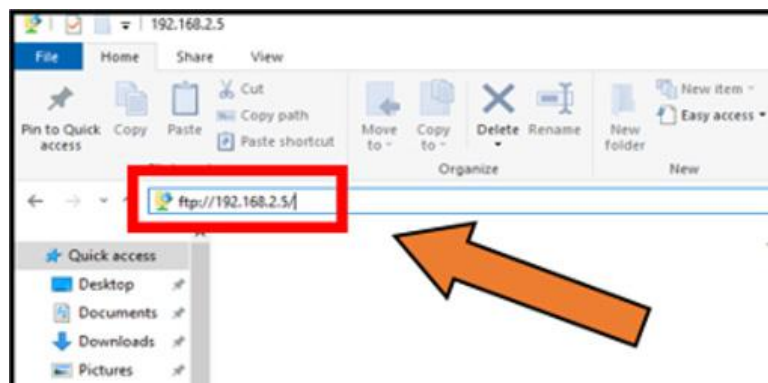 192.168.2.5
File Home Share View
Pin to Quick access
Copy
Paste
Cut
Copy path
Paste shortcut
Move to
Copy to
Delete
Rename
New folder
New item
Easy access
Organize
New
ftp://192.168.2.5/
Quick access
Desktop
Documents
Downloads
Pictures